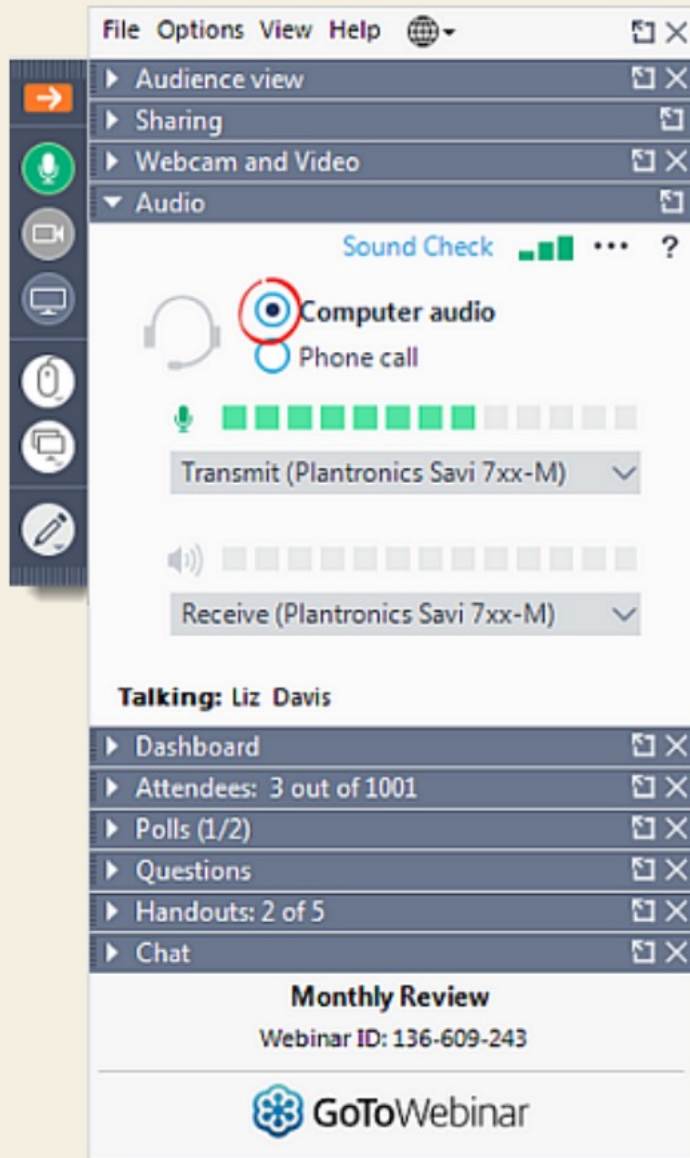 File Options View Help
Audience view
Sharing
Webcam and Video
Audio
Sound Check ... ?
Computer audio
Phone call
Transmit (Plantronics Savi 7xx-M)
Receive (Plantronics Savi 7xx-M)
Talking: Liz Davis
Dashboard
Attendees: 3 out of 1001
Polls (1/2)
Questions
Handouts: 2 of 5
Chat
Monthly Review
Webinar ID: 136-609-243
GoToWebinar